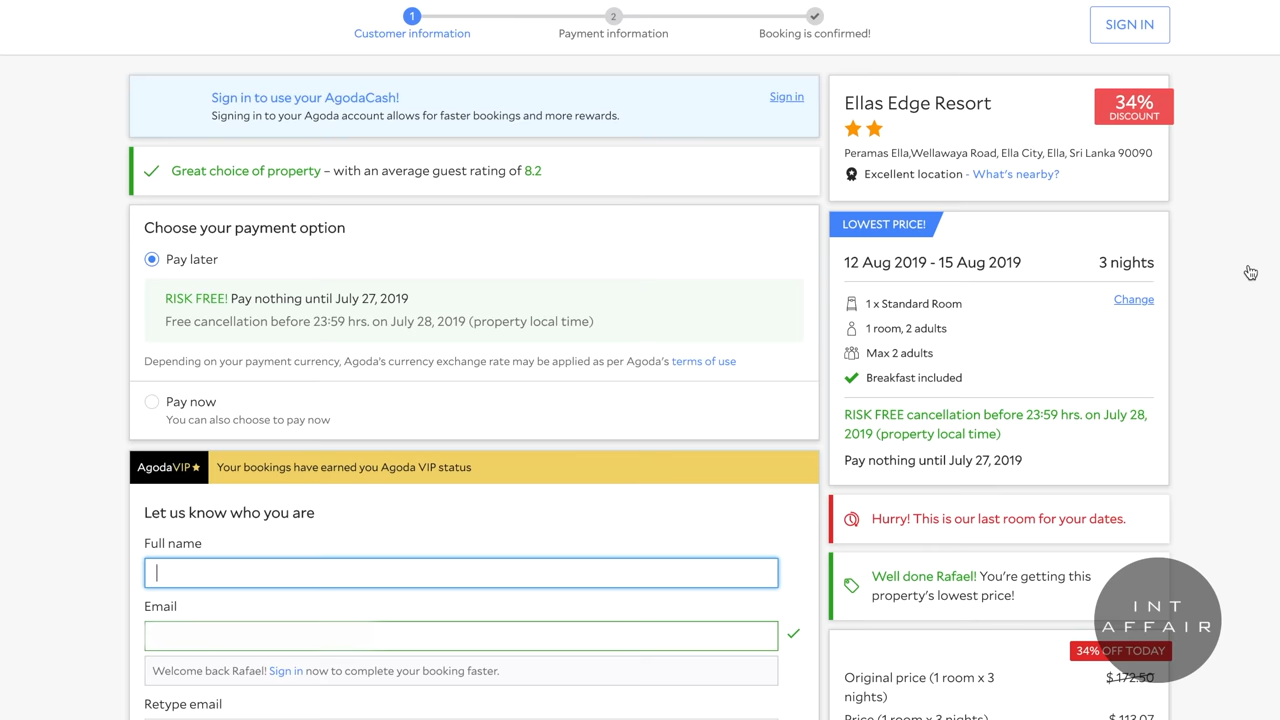 1
2
Customer information
Payment information
Booking is confirmed!
SIGN IN
Sign in to use your AgodaCash!
Sign in
Signing in to your Agoda account allows for faster bookings and more rewards.
Great choice of property – with an average guest rating of 8.2
Choose your payment option
Pay later
RISK FREE! Pay nothing until July 27, 2019
Free cancellation before 23:59 hrs. on July 28, 2019 (property local time)
Depending on your payment currency, Agoda's currency exchange rate may be applied as per Agoda's terms of use
Pay now
You can also choose to pay now
AgodaVIP Your bookings have earned you Agoda VIP status
Let us know who you are
Full name
Email
Welcome back Rafael! Sign in now to complete your booking faster.
Retype email
Ellas Edge Resort
34%
DISCOUNT
Peramas Ella,Wellawaya Road, Ella City, Ella, Sri Lanka 90090
Excellent location - What's nearby?
LOWEST PRICE!
12 Aug 2019 - 15 Aug 2019
3 nights
1 x Standard Room
Change
1 room, 2 adults
Max 2 adults
Breakfast included
RISK FREE cancellation before 23:59 hrs. on July 28,
2019 (property local time)
Pay nothing until July 27, 2019
Hurry! This is our last room for your dates.
Well done Rafael! You're getting this
property's lowest price!
INT
AFFAIR
34% OFF TODAY
Original price (1 room x 3
nights)
$ 172.50
Price (1 room x 3 nights)
$ 113.07